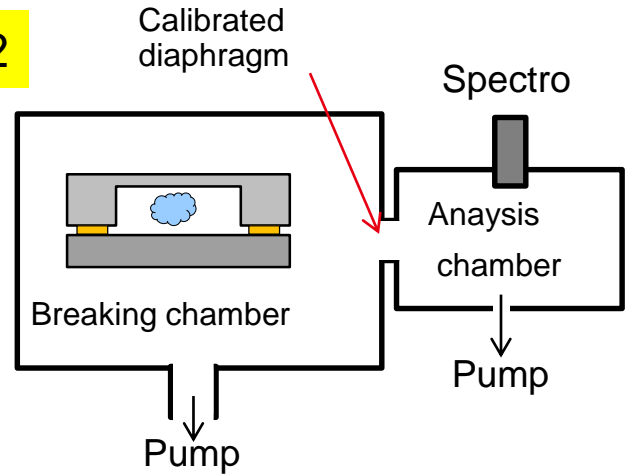 2
Calibrated
diaphragm
Spectro
Anaysis
chamber
Breaking chamber
Pump
Pump